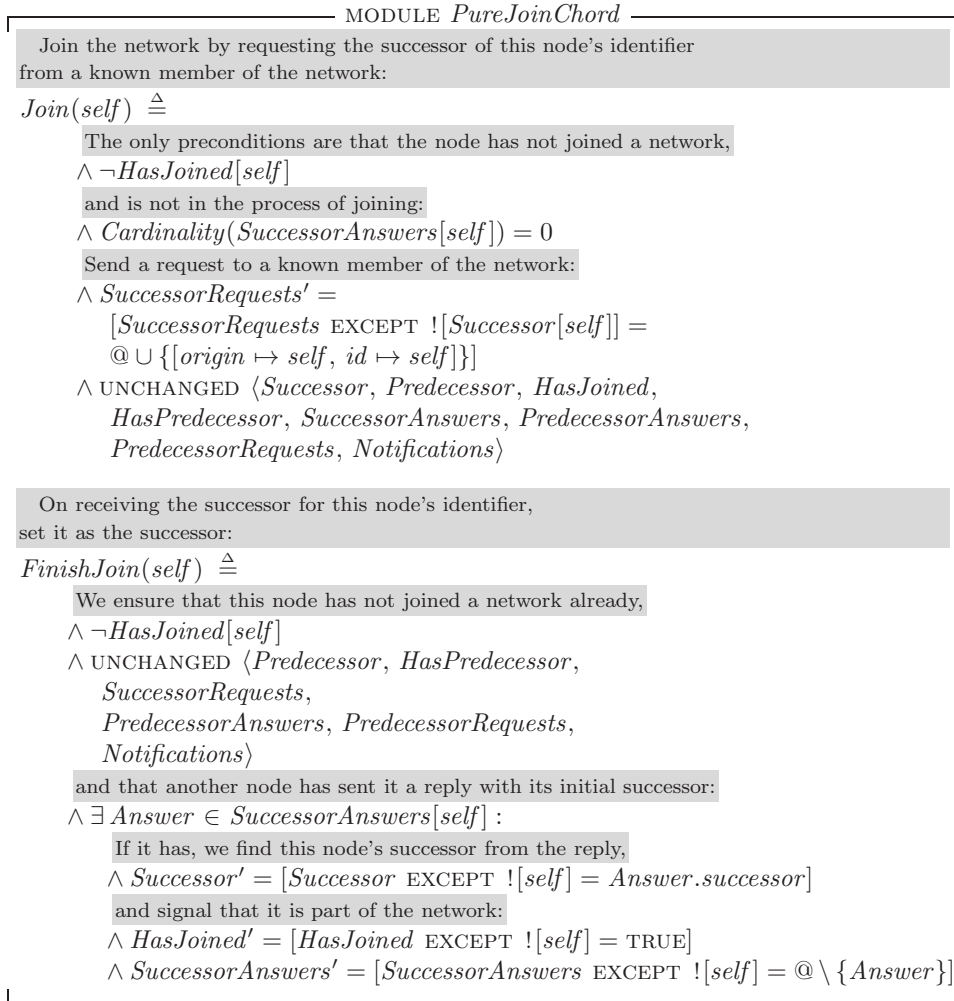 MODULE PureJoinChord
Join the network by requesting the successor of this node's identifier
from a known member of the network:
Join(self) ≜
The only preconditions are that the node has not joined a network,
∧ ¬HasJoined[self]
and is not in the process of joining:
∧ Cardinality(SuccessorAnswers[self]) = 0
Send a request to a known member of the network:
∧ SuccessorRequests′ =
[SuccessorRequests EXCEPT ![Successor[self]] =
@ ∪ {[origin ↦ self, id ↦ self]}]
∧ UNCHANGED ⟨Successor, Predecessor, HasJoined,
HasPredecessor, SuccessorAnswers, PredecessorAnswers,
PredecessorRequests, Notifications⟩
On receiving the successor for this node's identifier,
set it as the successor:
FinishJoin(self) ≜
We ensure that this node has not joined a network already,
∧ ¬HasJoined[self]
∧ UNCHANGED ⟨Predecessor, HasPredecessor,
SuccessorRequests,
PredecessorAnswers, PredecessorRequests,
Notifications⟩
and that another node has sent it a reply with its initial successor:
∧ ∃ Answer ∈ SuccessorAnswers[self] :
If it has, we find this node's successor from the reply,
∧ Successor′ = [Successor EXCEPT ![self] = Answer.successor]
and signal that it is part of the network:
∧ HasJoined′ = [HasJoined EXCEPT ![self] = TRUE]
∧ SuccessorAnswers′ = [SuccessorAnswers EXCEPT ![self] = @ \ {Answer}]